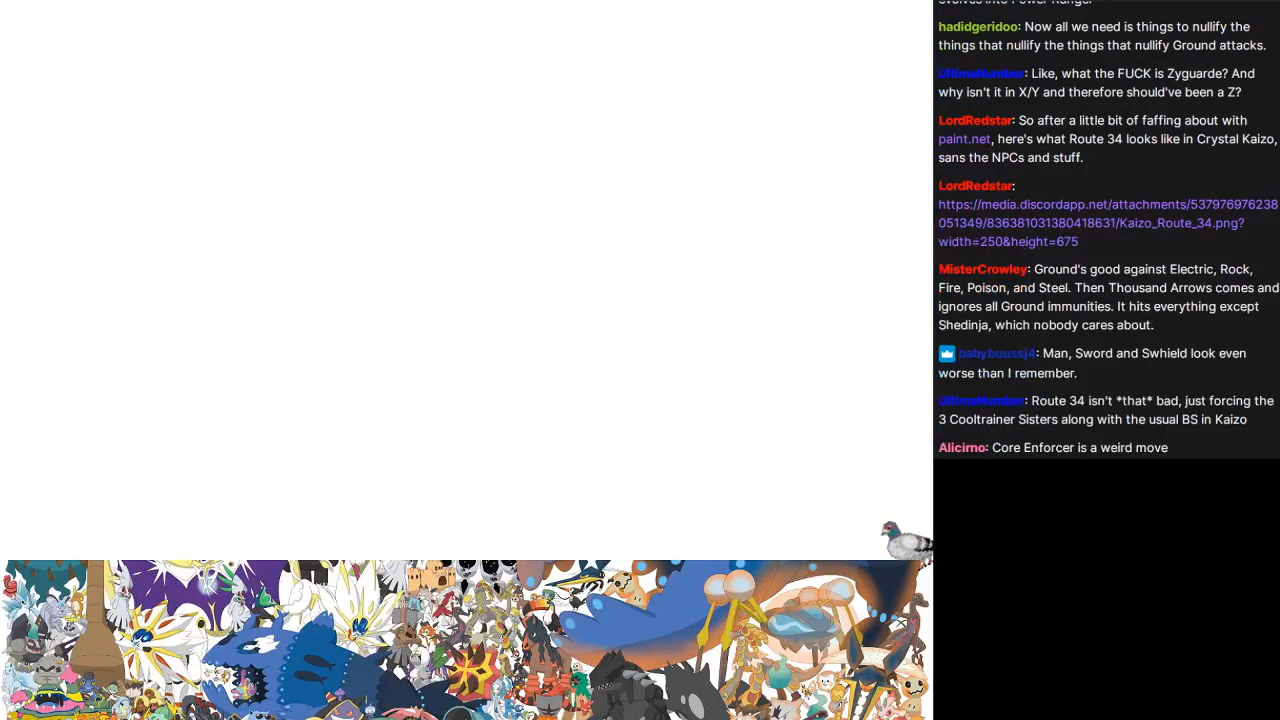 evolves into Power Ranger
hadidgeridoo: Now all we need is things to nullify the
things that nullify the things that nullify Ground attacks.
UltimaNumber: Like, what the FUCK is Zyguarde? And
why isn't it in X/Y and therefore should've been a Z?
LordRedstar: So after a little bit of faffing about with
paint.net, here's what Route 34 looks like in Crystal Kaizo,
sans the NPCs and stuff.
LordRedstar:
https://media.discordapp.net/attachments/537976976238
051349/836381031380418631/Kaizo_Route_34.png?
width=250&height=675
MisterCrowley: Ground's good against Electric, Rock,
Fire, Poison, and Steel. Then Thousand Arrows comes and
ignores all Ground immunities. It hits everything except
Shedinja, which nobody cares about.
babybuussj4: Man, Sword and Swhield look even
worse than I remember.
UltimaNumber: Route 34 isn't *that* bad, just forcing the
3 Cooltrainer Sisters along with the usual BS in Kaizo
Alicirno: Core Enforcer is a weird move